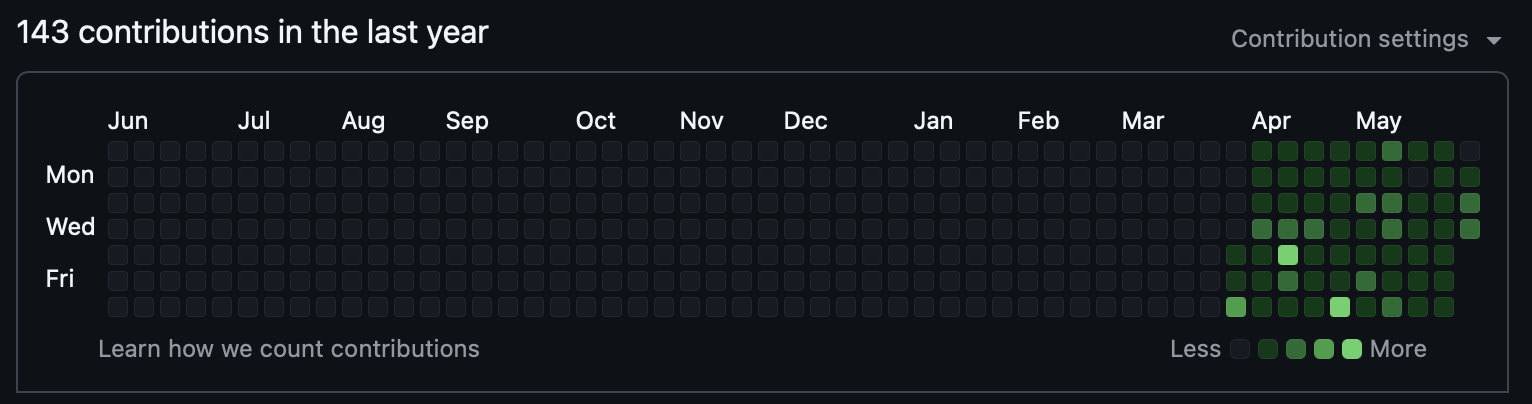 143 contributions in the last year
Contribution settings
Jun Jul Aug Sep Oct Nov Dec Jan Feb Mar Apr May
Mon
Wed
Fri
Learn how we count contributions
Less More